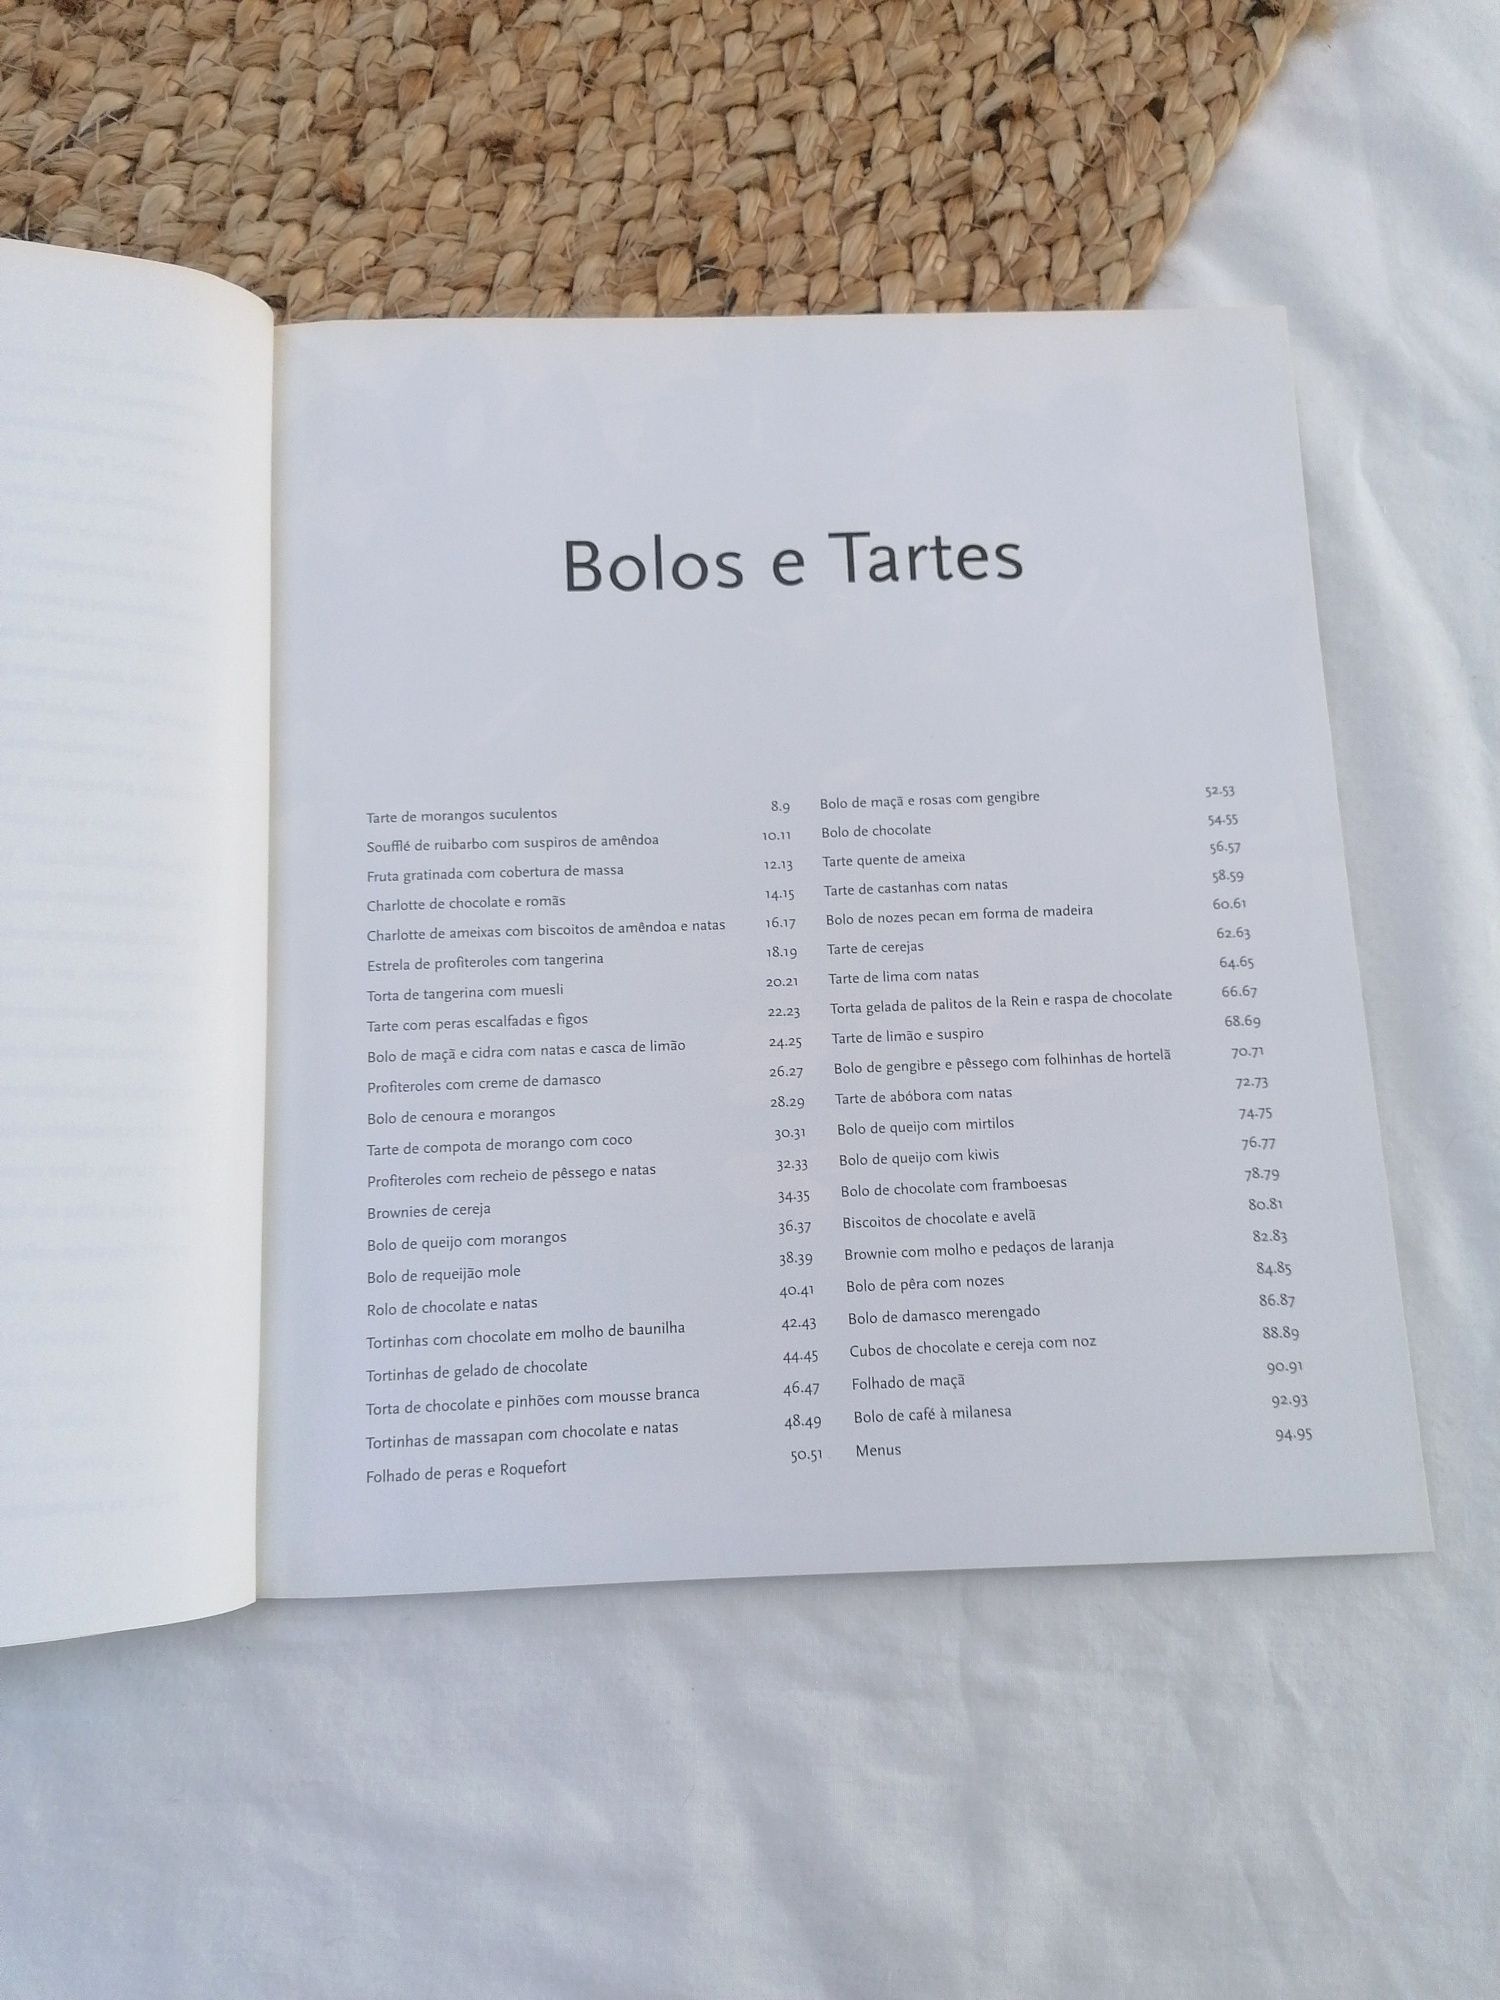 Bolos e Tartes
Tarte de morangos suculentos 8.9
Soufflé de ruibarbo com suspiros de amêndoa 10.11
Fruta gratinada com cobertura de massa 12.13
Charlotte de chocolate e romãs 14.15
Charlotte de ameixas com biscoitos de amêndoa e natas 16.17
Estrela de profiteroles com tangerina 18.19
Torta de tangerina com muesli 20.21
Tarte com peras escalfadas e figos 22.23
Bolo de maçã e cidra com natas e casca de limão 24.25
Profiteroles com creme de damasco 26.27
Bolo de cenoura e morangos 28.29
Tarte de compota de morango com coco 30.31
Profiteroles com recheio de pêssego e natas 32.33
Brownies de cereja 34.35
Bolo de queijo com morangos 36.37
Bolo de requeijão mole 38.39
Rolo de chocolate e natas 40.41
Tortinhas com chocolate em molho de baunilha 42.43
Tortinhas de gelado de chocolate 44.45
Torta de chocolate e pinhões com mousse branca 46.47
Tortinhas de massapan com chocolate e natas 48.49
Folhado de peras e Roquefort 50.51
Bolo de maçã e rosas com gengibre 52.53
Bolo de chocolate 54.55
Tarte quente de ameixa 56.57
Tarte de castanhas com natas 58.59
Bolo de nozes pecan em forma de madeira 60.61
Tarte de cerejas 62.63
Tarte de lima com natas 64.65
Torta gelada de palitos de la Rein e raspa de chocolate 66.67
Tarte de limão e suspiro 68.69
Bolo de gengibre e pêssego com folhinhas de hortelã 70.71
Tarte de abóbora com natas 72.73
Bolo de queijo com mirtilos 74.75
Bolo de queijo com kiwis 76.77
Bolo de chocolate com framboesas 78.79
Biscoitos de chocolate e avelã 80.81
Brownie com molho e pedaços de laranja 82.83
Bolo de pêra com nozes 84.85
Bolo de damasco merengado 86.87
Cubos de chocolate e cereja com noz 88.89
Folhado de maçã 90.91
Bolo de café à milanesa 92.93
Menus 94.95